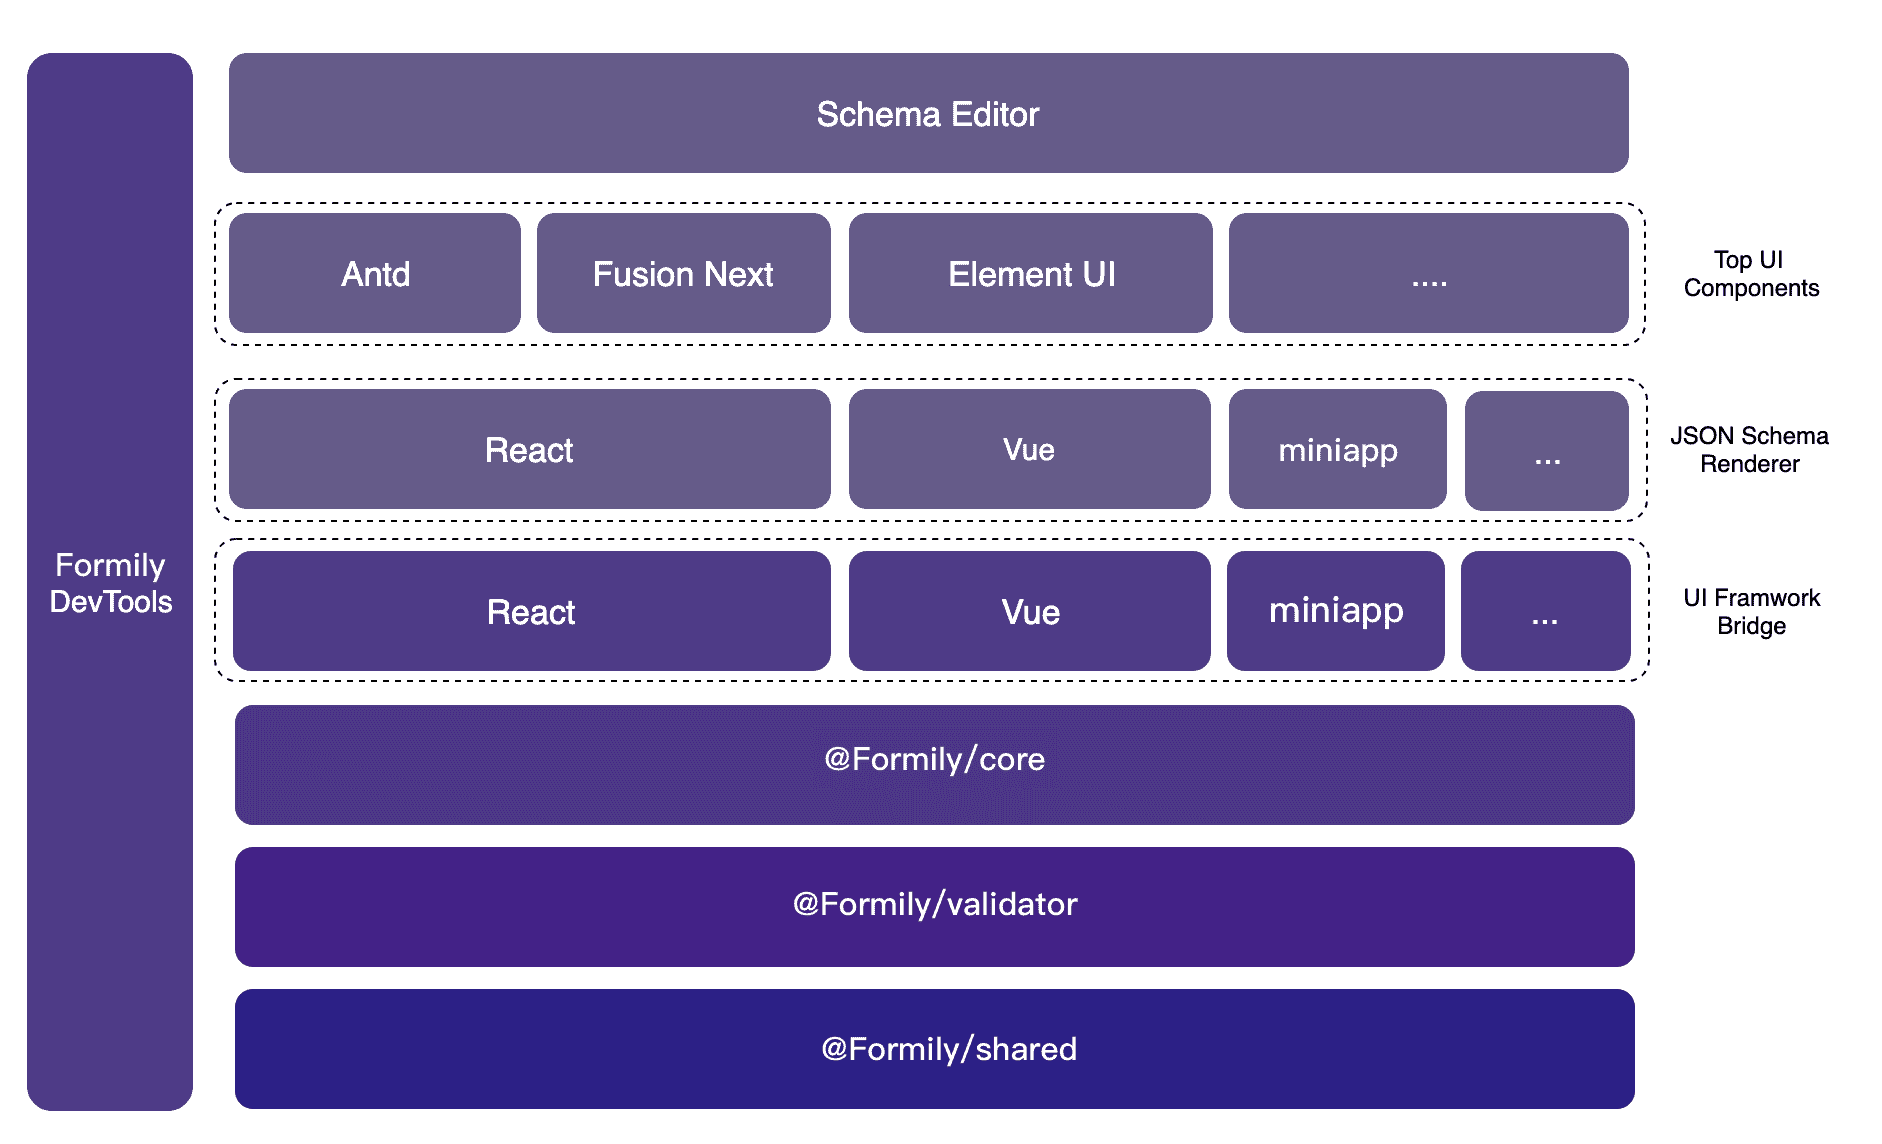 Formily
DevTools
Schema Editor
Antd
Fusion Next
Element UI
....
Top UI
Components
React
Vue
miniapp
...
JSON Schema
Renderer
React
Vue
miniapp
...
UI Framwork
Bridge
@Formily/core
@Formily/validator
@Formily/shared